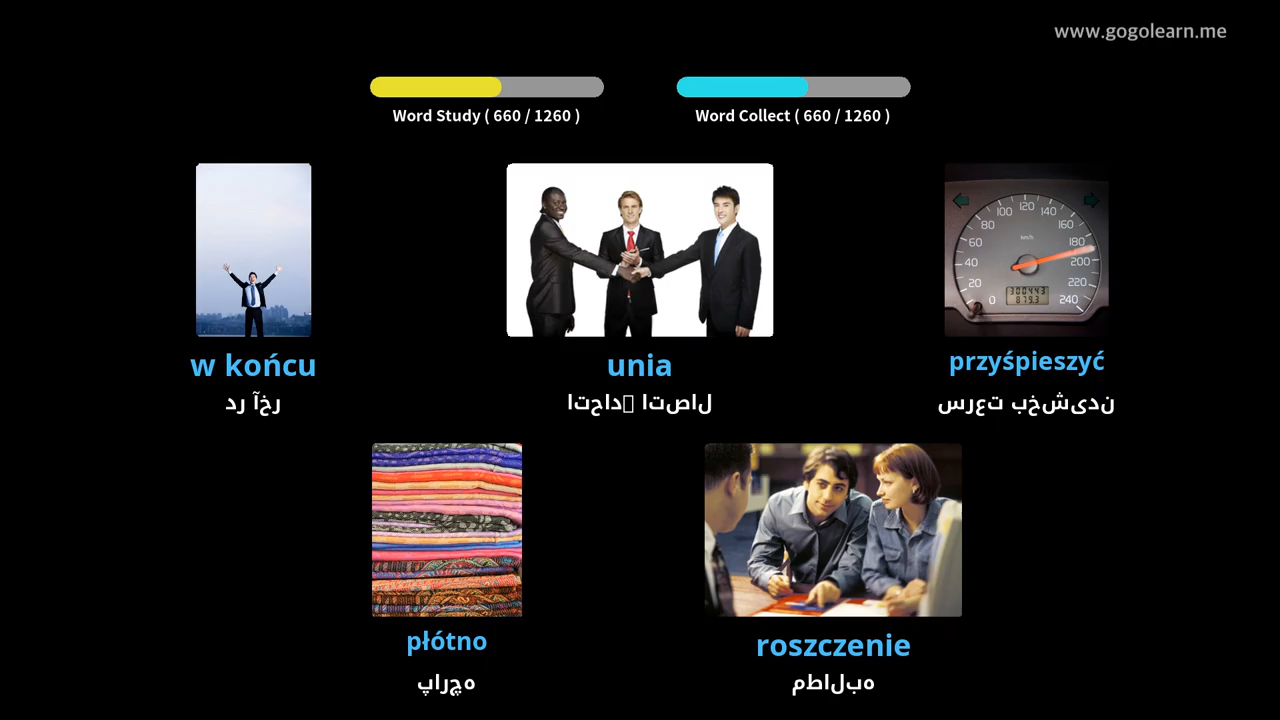 www.gogolearn.me
Word Study ( 660 / 1260 )
Word Collect ( 660 / 1260 )
w końcu
در آخر
unia
اتحاد، اتصال
przyśpieszyć
سرعت بخشیدن
płótno
پارچه
roszczenie
مطالبه